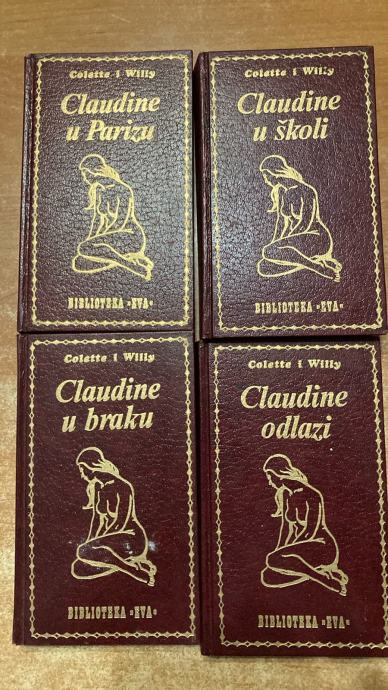 Colette i Willy
Claudine
u Parizu
BIBLIOTEKA »EVA«
Colette i Willy
Claudine
u školi
BIBLIOTEKA »EVA«
Colette i Willy
Claudine
u braku
BIBLIOTEKA »EVA«
Colette i Willy
Claudine
odlazi
BIBLIOTEKA »EVA«